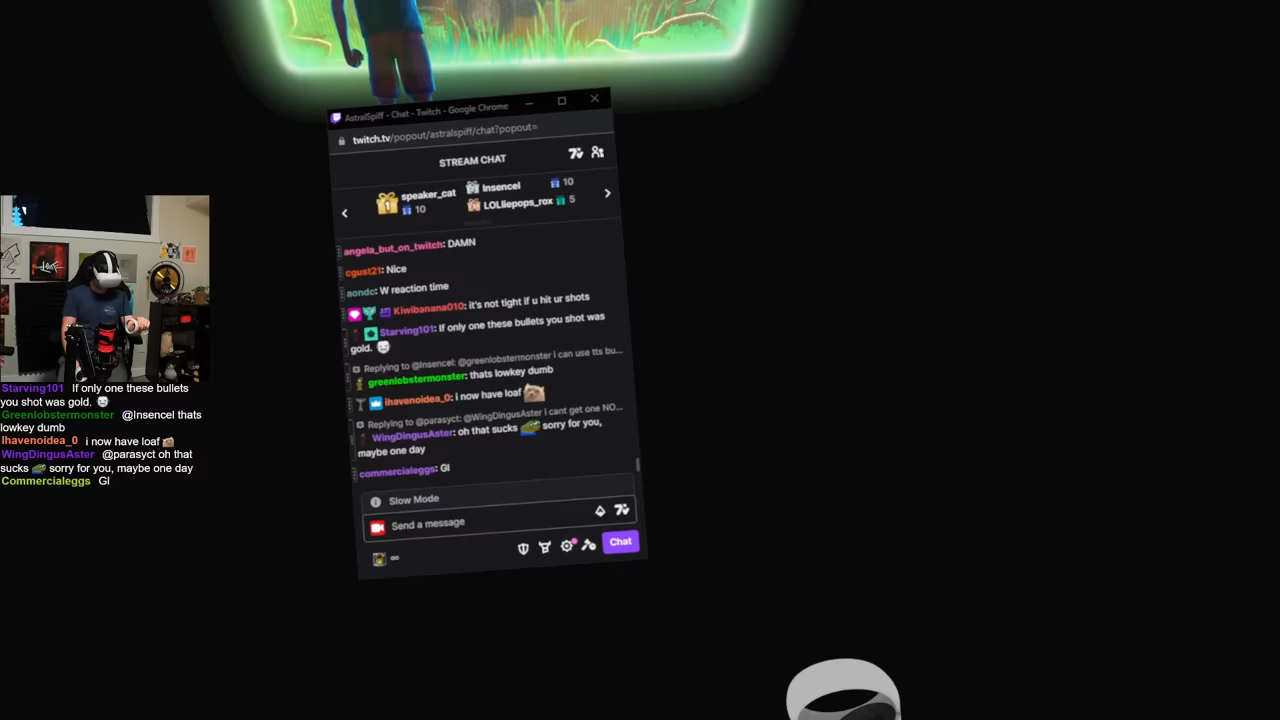 AstralSpiff - Chat - Twitch - Google Chrome
twitch.tv/popout/astralspiff/chat?popout=
STREAM CHAT
1 speaker_cat
10
Insencel 10
LOLliepops_rox 5
angela_but_on_twitch: DAMN
cgust21: Nice
aondc: W reaction time
Kiwibanana010: it's not tight if u hit ur shots
Starving101: If only one these bullets you shot was
gold.
Replying to @Insencel: @greenlobstermonster i can use tts bu...
greenlobstermonster: thats lowkey dumb
ihavenoidea_0: i now have loaf
Replying to @parasyct: @WingDingusAster i cant get one NO...
WingDingusAster: oh that sucks sorry for you,
maybe one day
commercialeggs: Gl
Slow Mode
Send a message
Chat
Starving101 If only one these bullets
you shot was gold.
Greenlobstermonster @Insencel thats
lowkey dumb
Ihavenoidea_0 i now have loaf
WingDingusAster @parasyct oh that
sucks sorry for you, maybe one day
Commercialeggs Gl